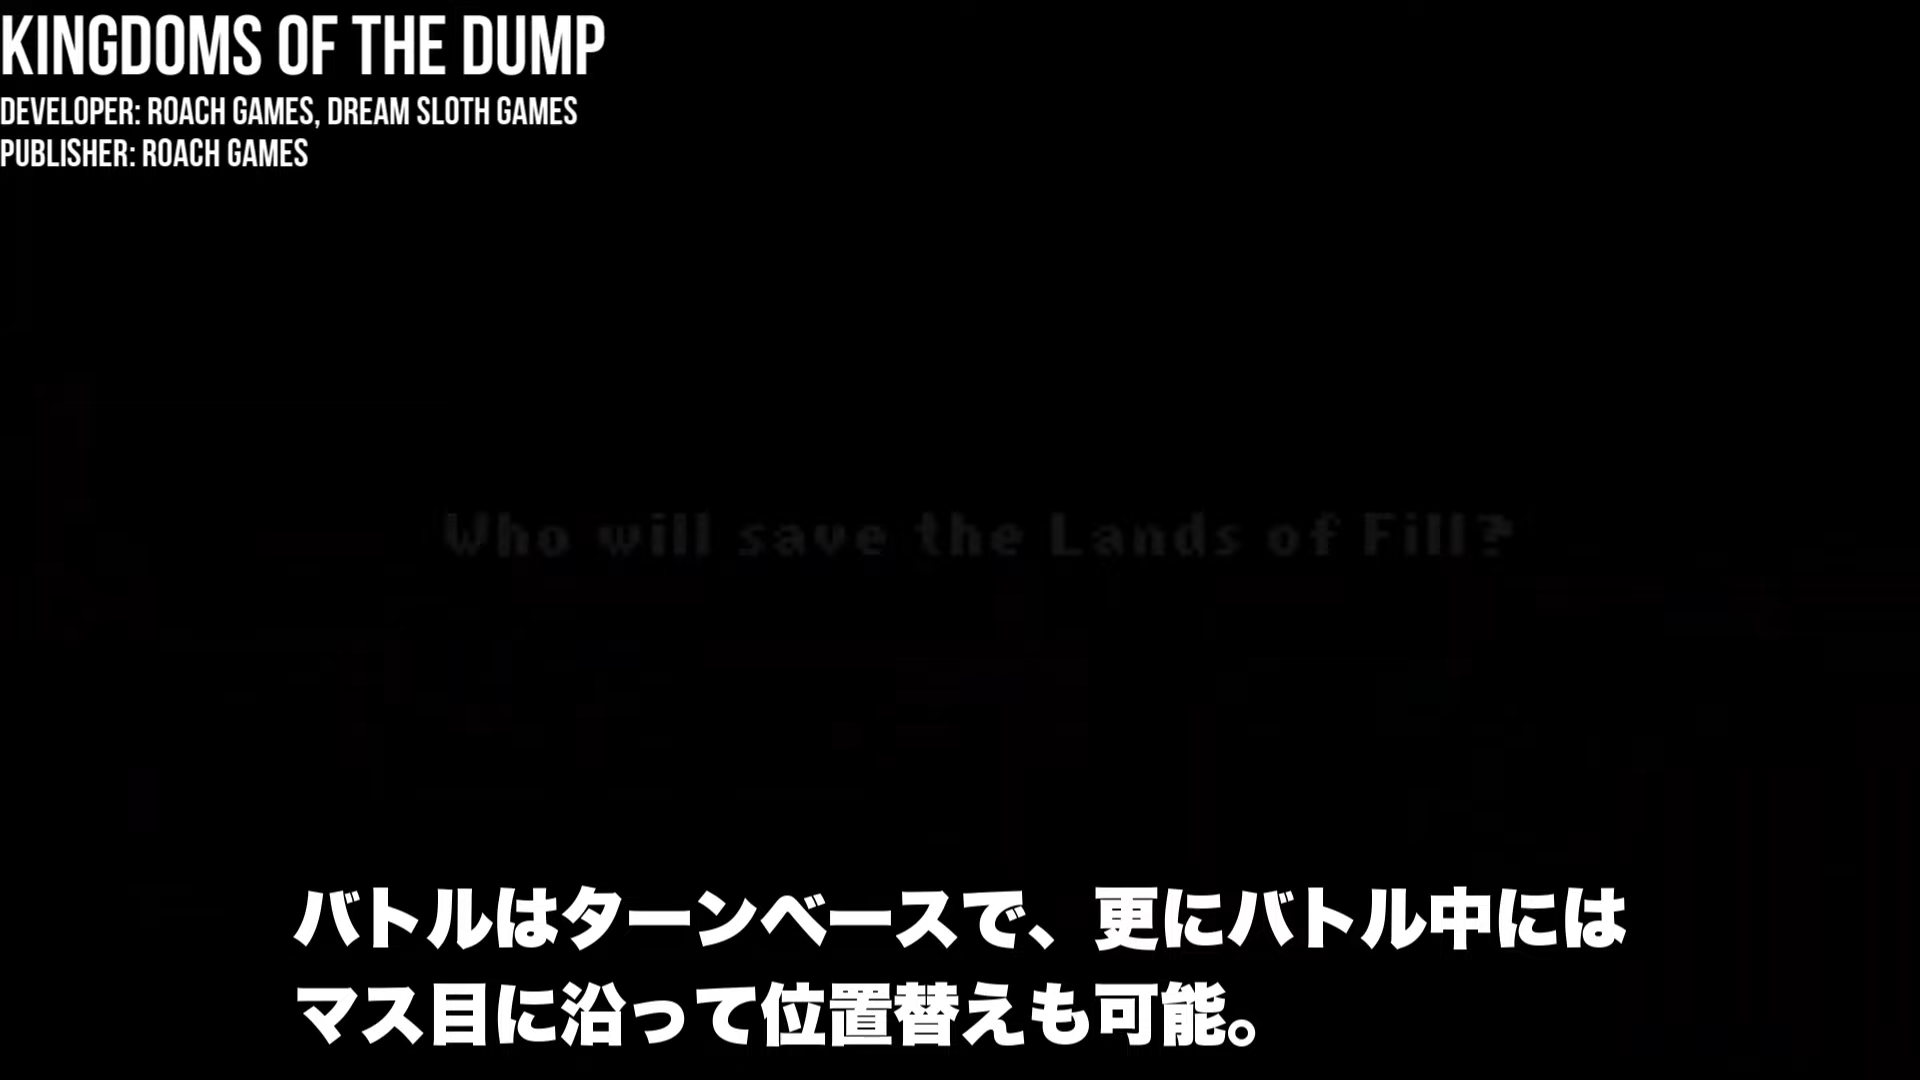 KINGDOMS OF THE DUMP
DEVELOPER: ROACH GAMES, DREAM SLOTH GAMES
PUBLISHER: ROACH GAMES
Who will save the Lands of Fill?
バトルはターンベースで、更にバトル中には
マス目に沿って位置替えも可能。